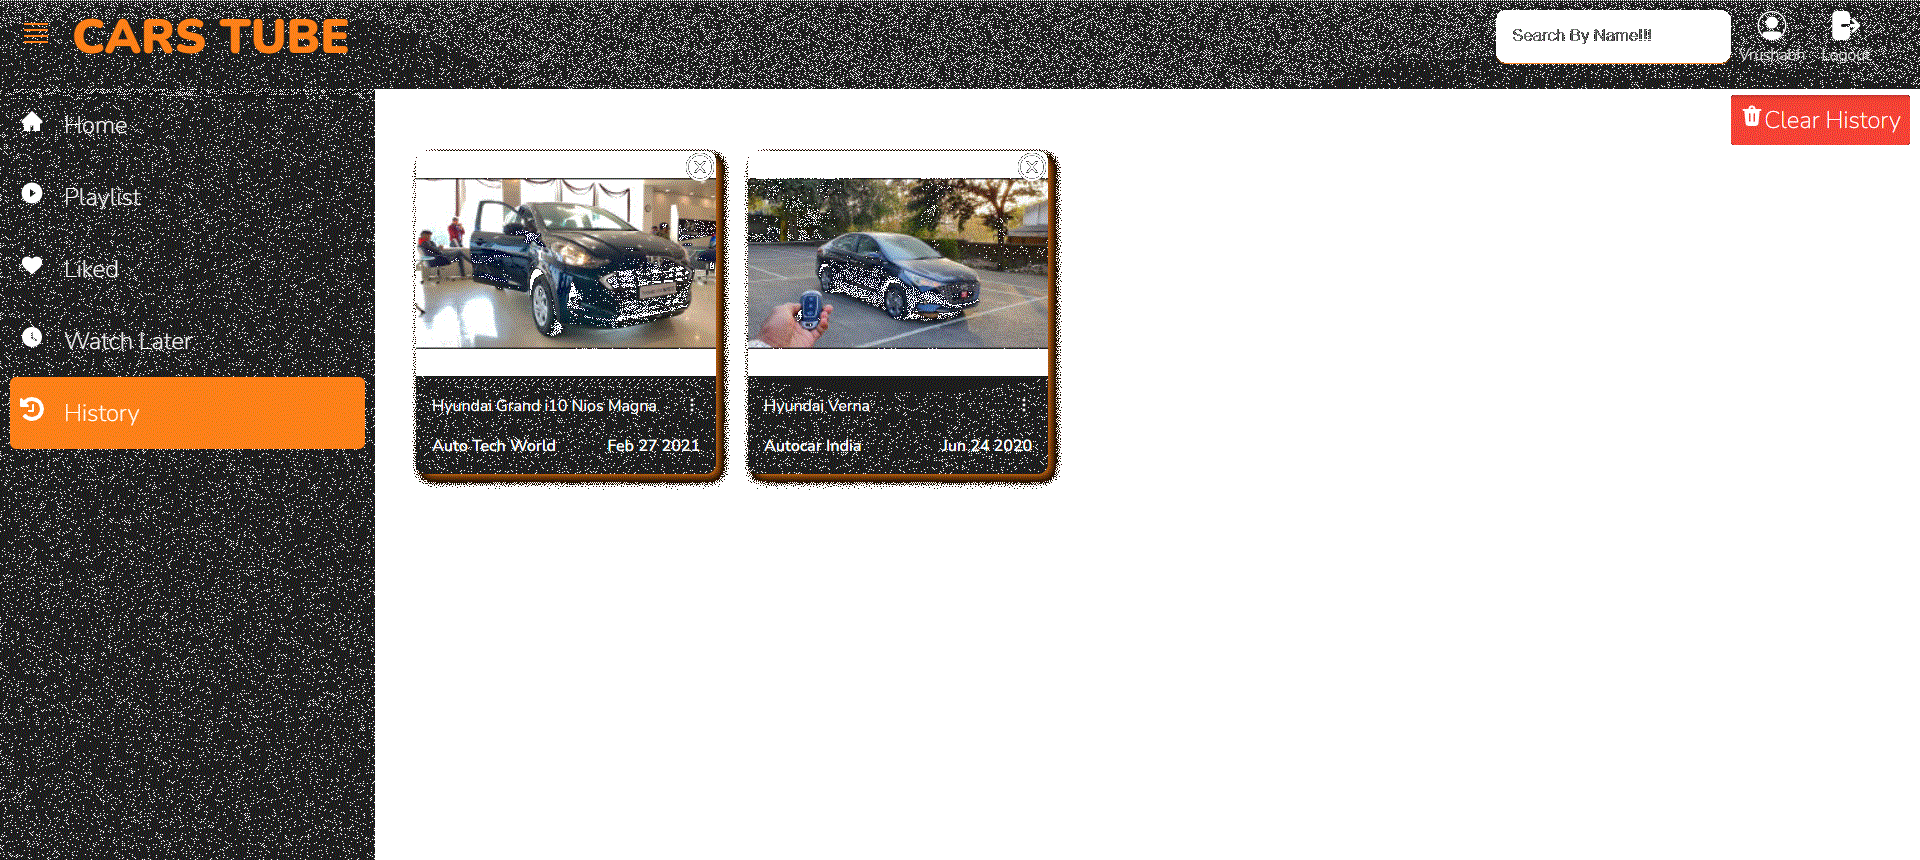 CARS TUBE
Search By Name!!!
Vrushabh
Logout
Home
Playlist
Liked
Watch Later
History
Clear History
Hyundai Grand i10 Nios Magna
Auto Tech World
Feb 27 2021
Hyundai Verna
Autocar India
Jun 24 2020